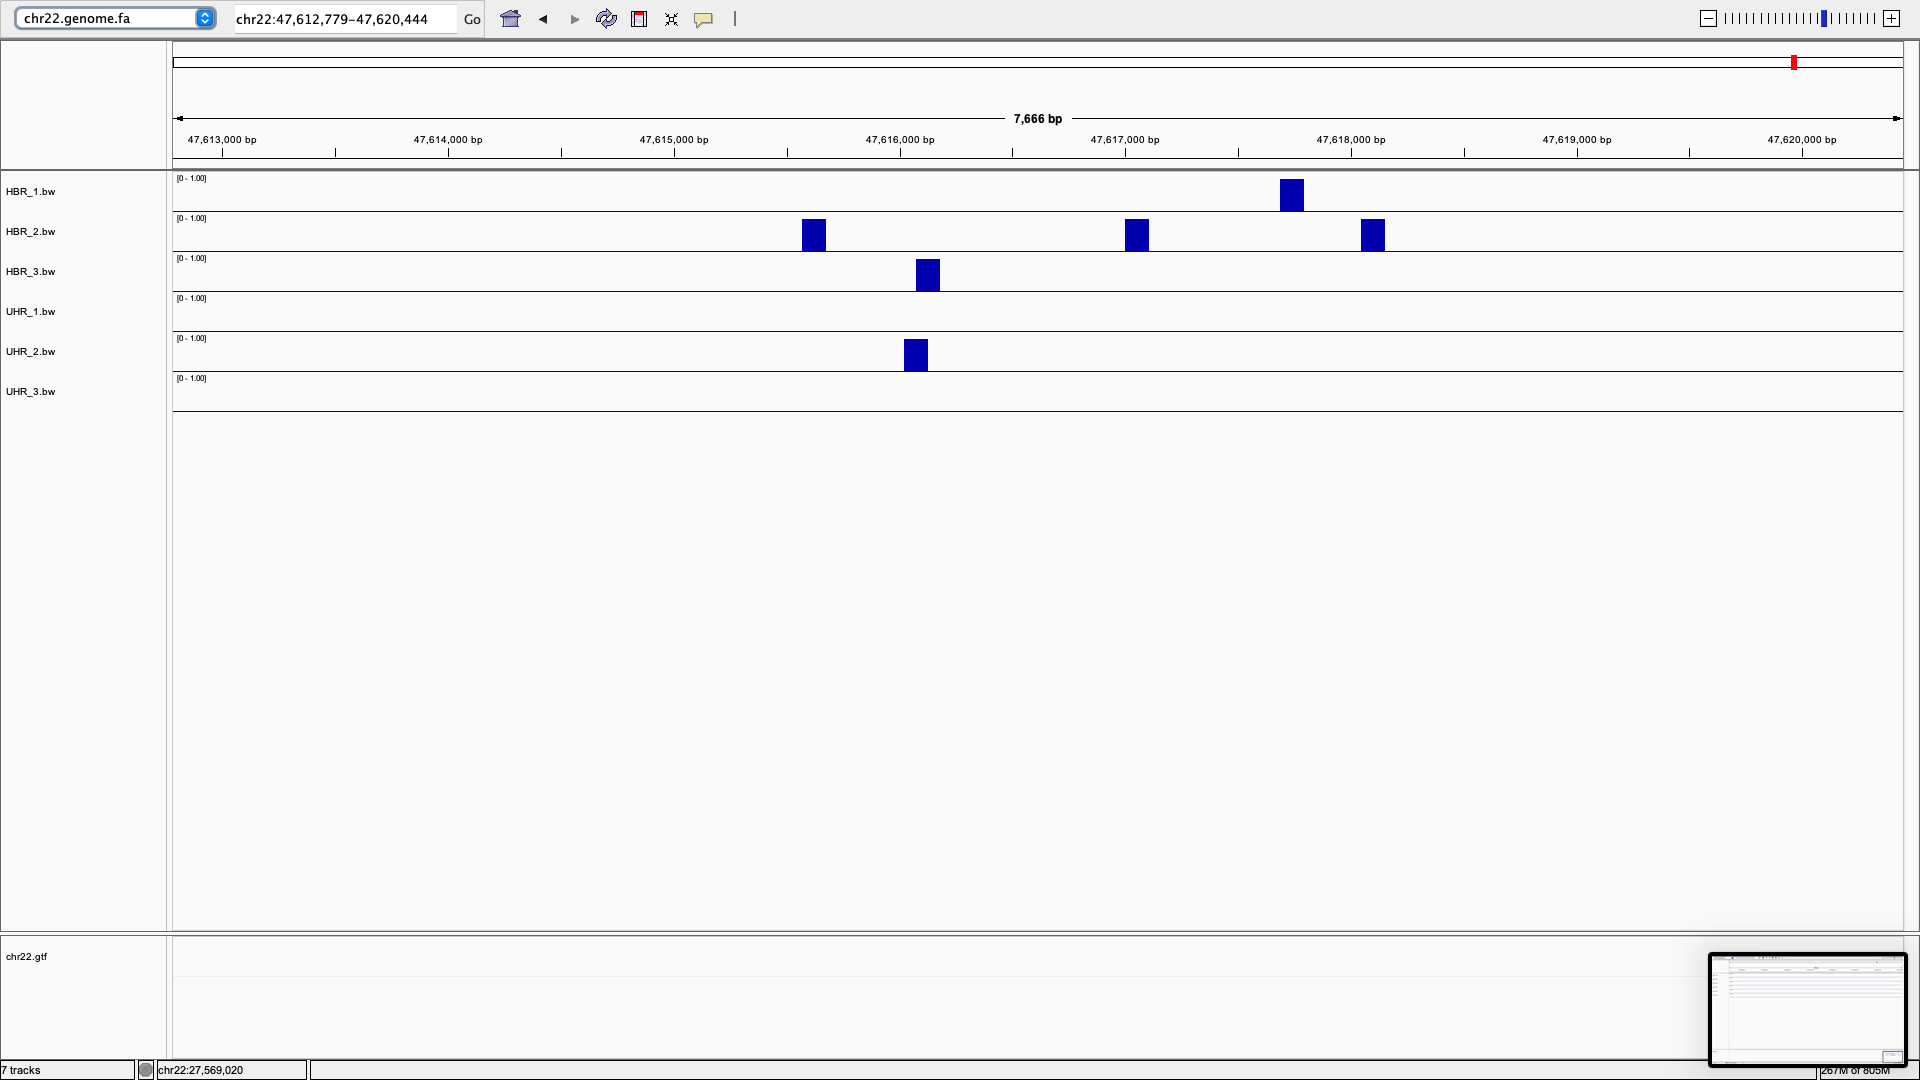 chr22.genome.fa
chr22:47,612,779-47,620,444
Go
7,666 bp
47,613,000 bp 47,614,000 bp 47,615,000 bp 47,616,000 bp 47,617,000 bp 47,618,000 bp 47,619,000 bp 47,620,000 bp
[0 - 1.00]
HBR_1.bw
[0 - 1.00]
HBR_2.bw
[0 - 1.00]
HBR_3.bw
[0 - 1.00]
UHR_1.bw
[0 - 1.00]
UHR_2.bw
[0 - 1.00]
UHR_3.bw
chr22.gtf
7 tracks
chr22:27,569,020
267M of 805M